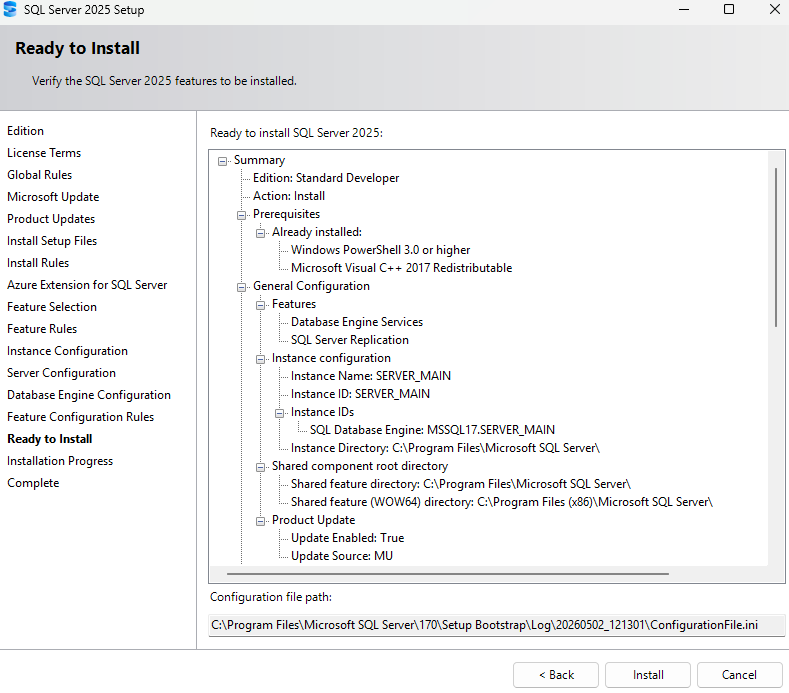 SQL Server 2025 Setup
Ready to Install
Verify the SQL Server 2025 features to be installed.
Edition
License Terms
Global Rules
Microsoft Update
Product Updates
Install Setup Files
Install Rules
Azure Extension for SQL Server
Feature Selection
Feature Rules
Instance Configuration
Server Configuration
Database Engine Configuration
Feature Configuration Rules
Ready to Install
Installation Progress
Complete
Ready to install SQL Server 2025:
Summary
Edition: Standard Developer
Action: Install
Prerequisites
Already installed:
Windows PowerShell 3.0 or higher
Microsoft Visual C++ 2017 Redistributable
General Configuration
Features
Database Engine Services
SQL Server Replication
Instance configuration
Instance Name: SERVER_MAIN
Instance ID: SERVER_MAIN
Instance IDs
SQL Database Engine: MSSQL17.SERVER_MAIN
Instance Directory: C:\Program Files\Microsoft SQL Server\
Shared component root directory
Shared feature directory: C:\Program Files\Microsoft SQL Server\
Shared feature (WOW64) directory: C:\Program Files (x86)\Microsoft SQL Server\
Product Update
Update Enabled: True
Update Source: MU
Configuration file path:
C:\Program Files\Microsoft SQL Server\170\Setup Bootstrap\Log\20260502_121301\ConfigurationFile.ini
< Back
Install
Cancel